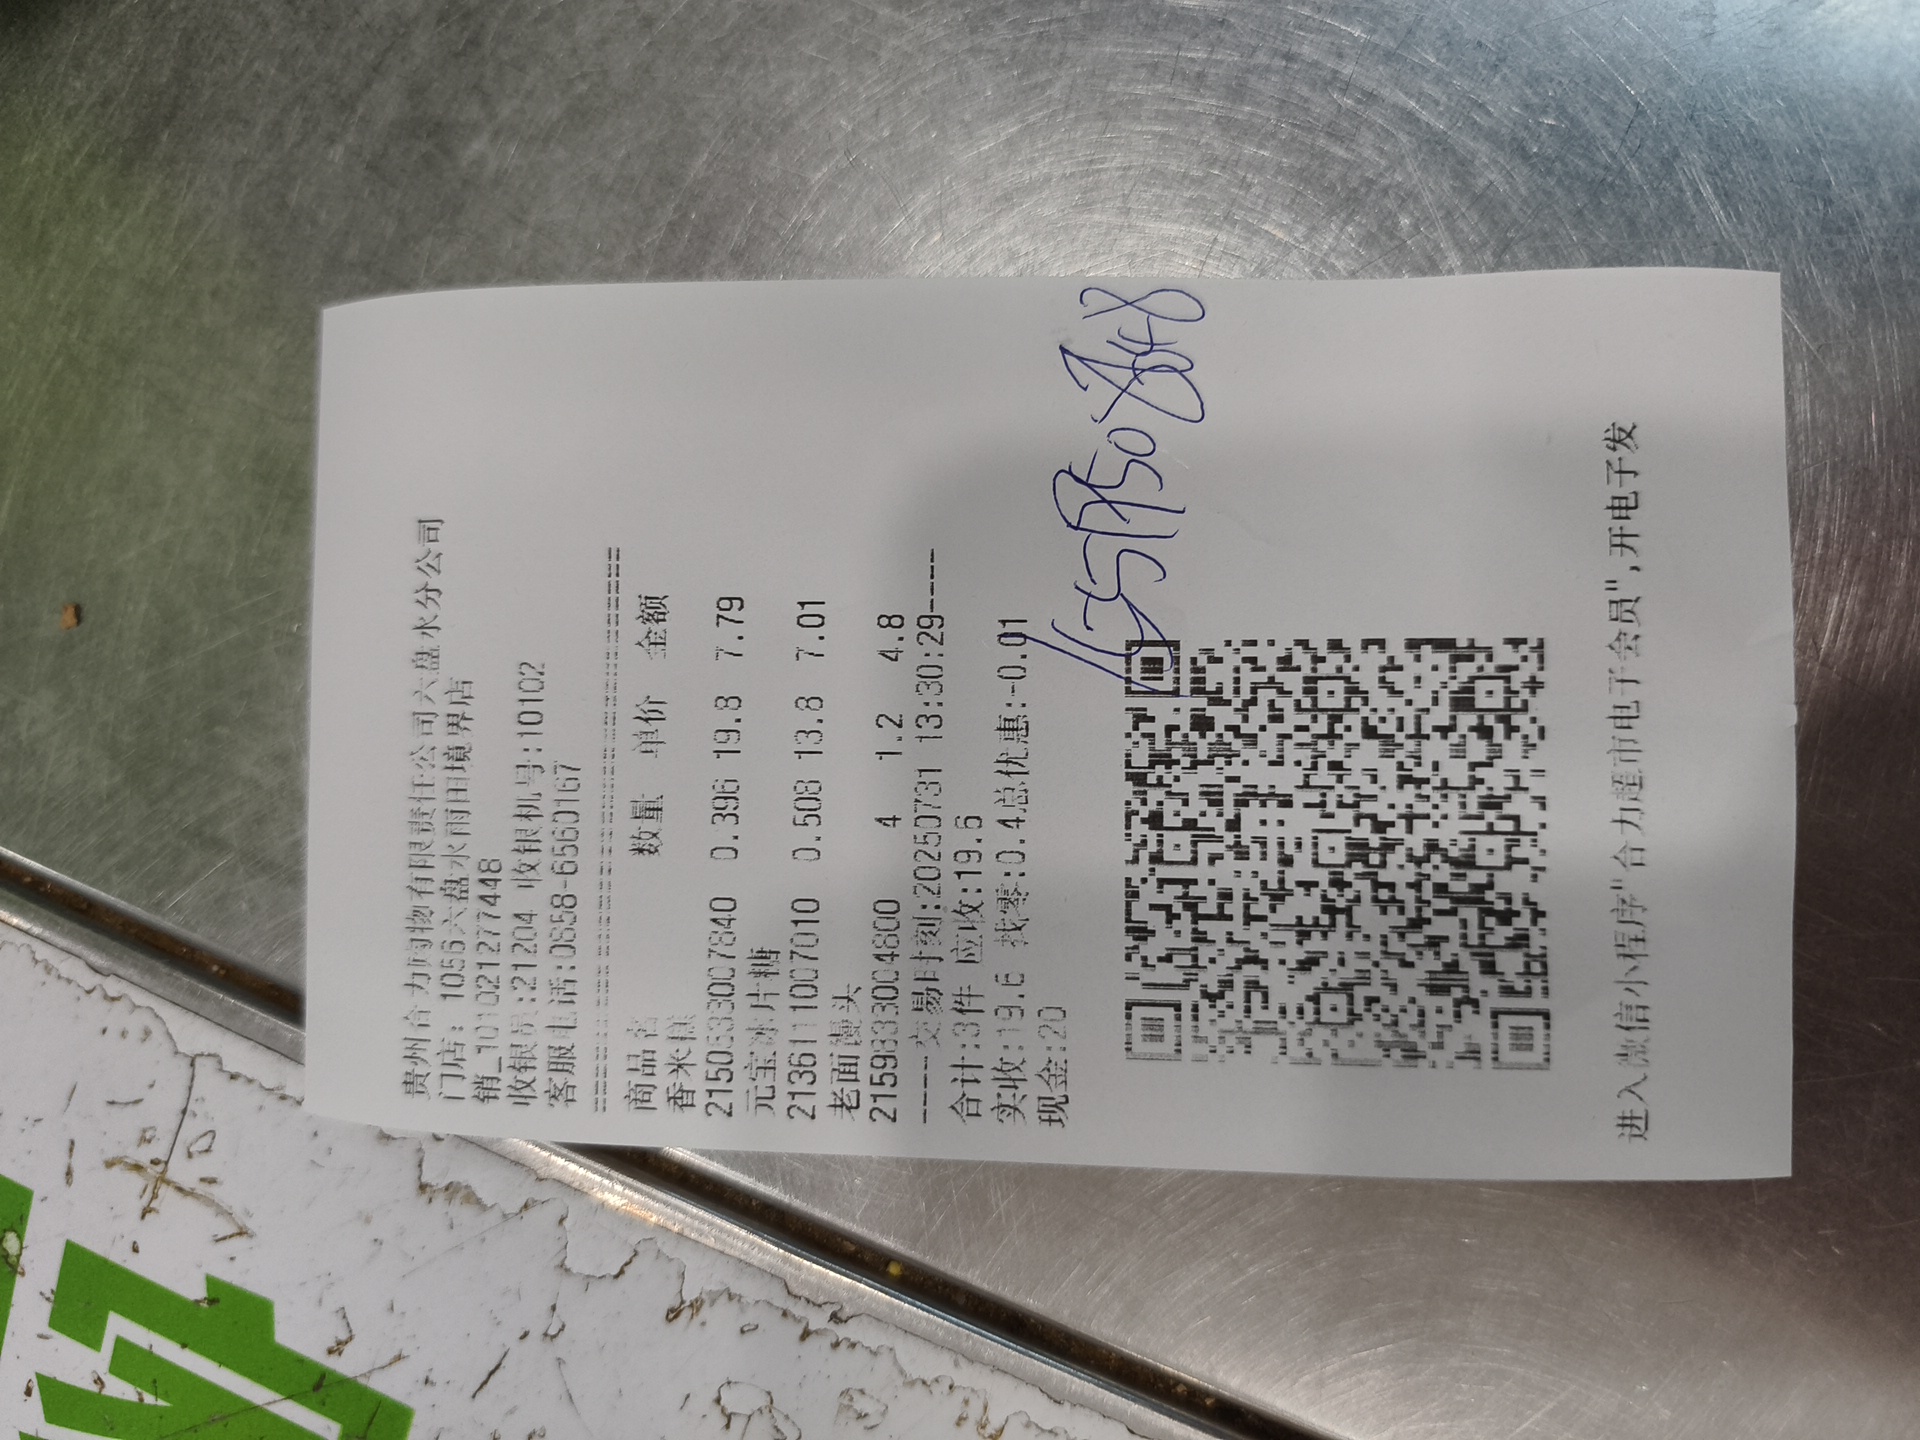 贵州合力购物有限责任公司六盘水分公司
门店: 1056六盘水雨田境界店
销_101021277448
收银员:21204 收银机号:10102
客服电话:0858-6660167
商品名 数量 单价 金额
香米糕
2150533007840 0.396 19.8 7.79
元宝冰片糖
2136111007010 0.508 13.8 7.01
老面馒头
2159833004800 4 1.2 4.8
----交易时刻:20250731 13:30:29----
合计:3件 应收:19.6
实收:19.6 找零:0.4总优惠:-0.01
现金:20
进入微信小程序"合力超市电子会员",开电子发